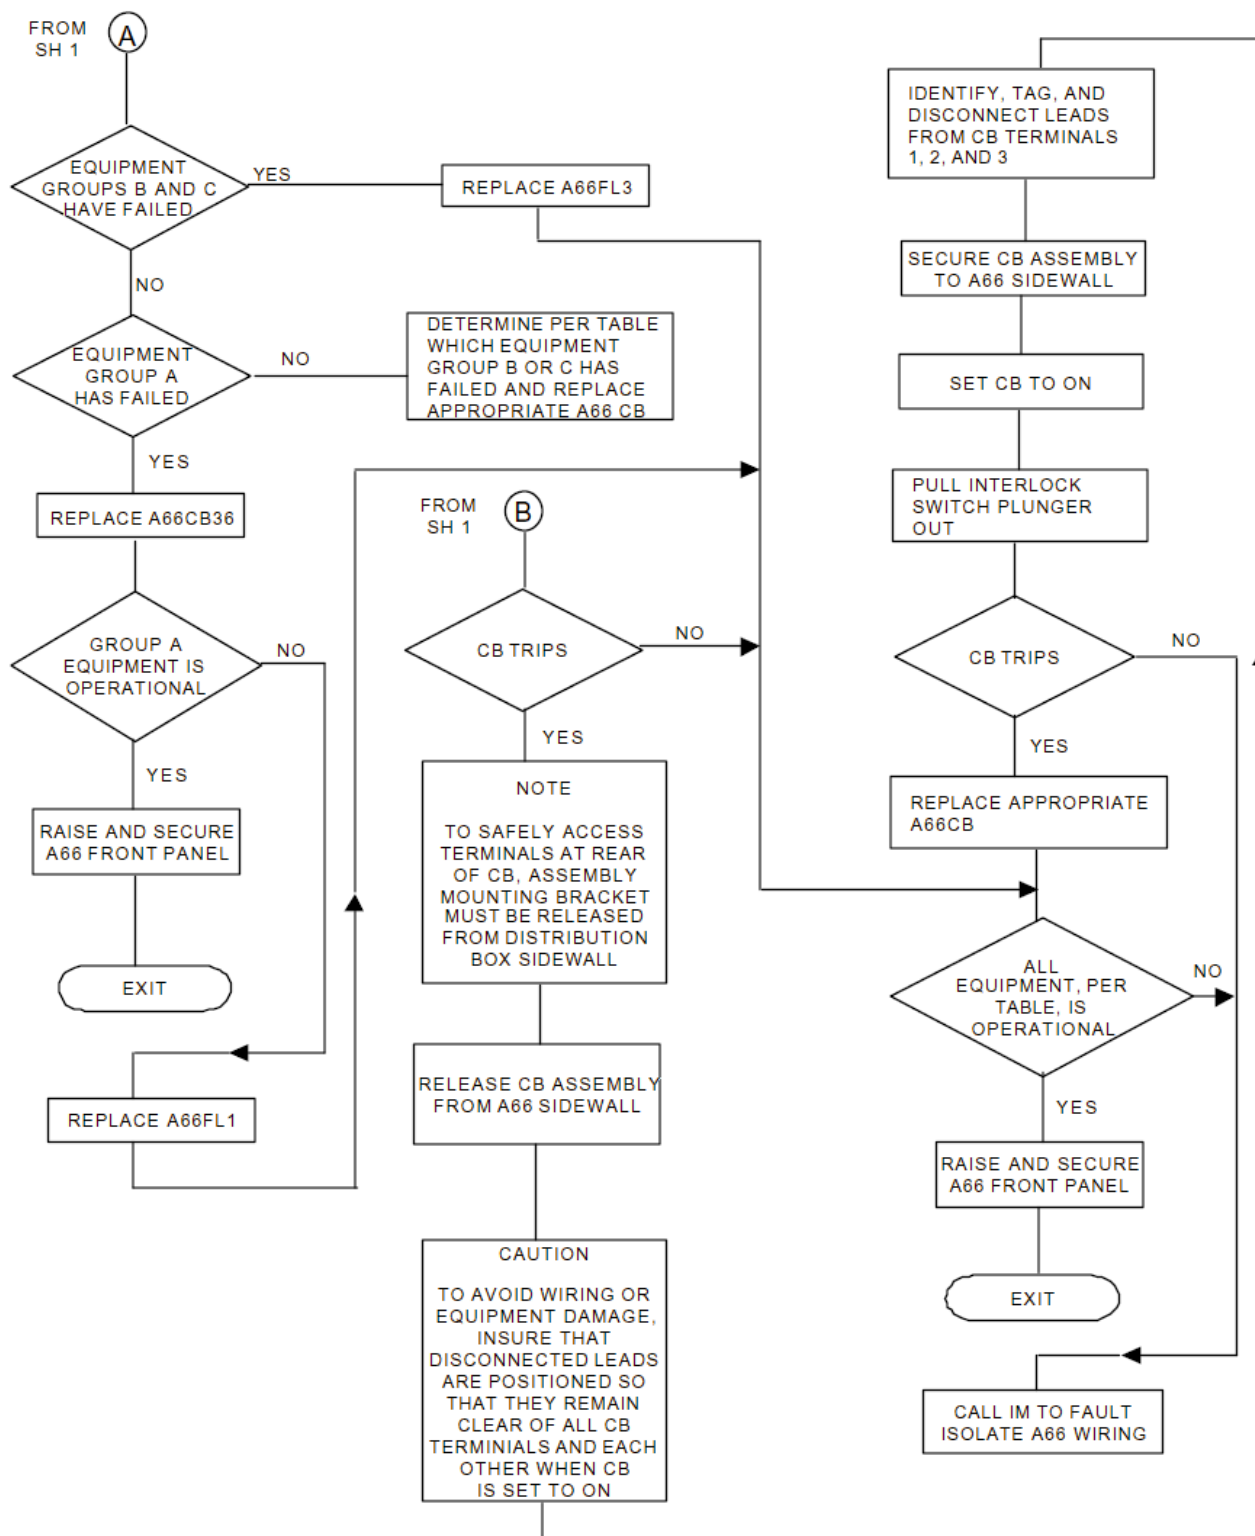 FROM
SH 1
A
EQUIPMENT
GROUPS B AND C
HAVE FAILED
YES
REPLACE A66FL3
NO
EQUIPMENT
GROUP A
HAS FAILED
NO
DETERMINE PER TABLE
WHICH EQUIPMENT
GROUP B OR C HAS
FAILED AND REPLACE
APPROPRIATE A66 CB
YES
REPLACE A66CB36
GROUP A
EQUIPMENT IS
OPERATIONAL
NO
YES
RAISE AND SECURE
A66 FRONT PANEL
EXIT
REPLACE A66FL1
FROM
SH 1
B
CB TRIPS
NO
YES
NOTE
TO SAFELY ACCESS
TERMINALS AT REAR
OF CB, ASSEMBLY
MOUNTING BRACKET
MUST BE RELEASED
FROM DISTRIBUTION
BOX SIDEWALL
RELEASE CB ASSEMBLY
FROM A66 SIDEWALL
CAUTION
TO AVOID WIRING OR
EQUIPMENT DAMAGE,
INSURE THAT
DISCONNECTED LEADS
ARE POSITIONED SO
THAT THEY REMAIN
CLEAR OF ALL CB
TERMINIALS AND EACH
OTHER WHEN CB
IS SET TO ON
IDENTIFY, TAG, AND
DISCONNECT LEADS
FROM CB TERMINALS
1, 2, AND 3
SECURE CB ASSEMBLY
TO A66 SIDEWALL
SET CB TO ON
PULL INTERLOCK
SWITCH PLUNGER
OUT
CB TRIPS
NO
YES
REPLACE APPROPRIATE
A66CB
ALL
EQUIPMENT, PER
TABLE, IS
OPERATIONAL
NO
YES
RAISE AND SECURE
A66 FRONT PANEL
EXIT
CALL IM TO FAULT
ISOLATE A66 WIRING